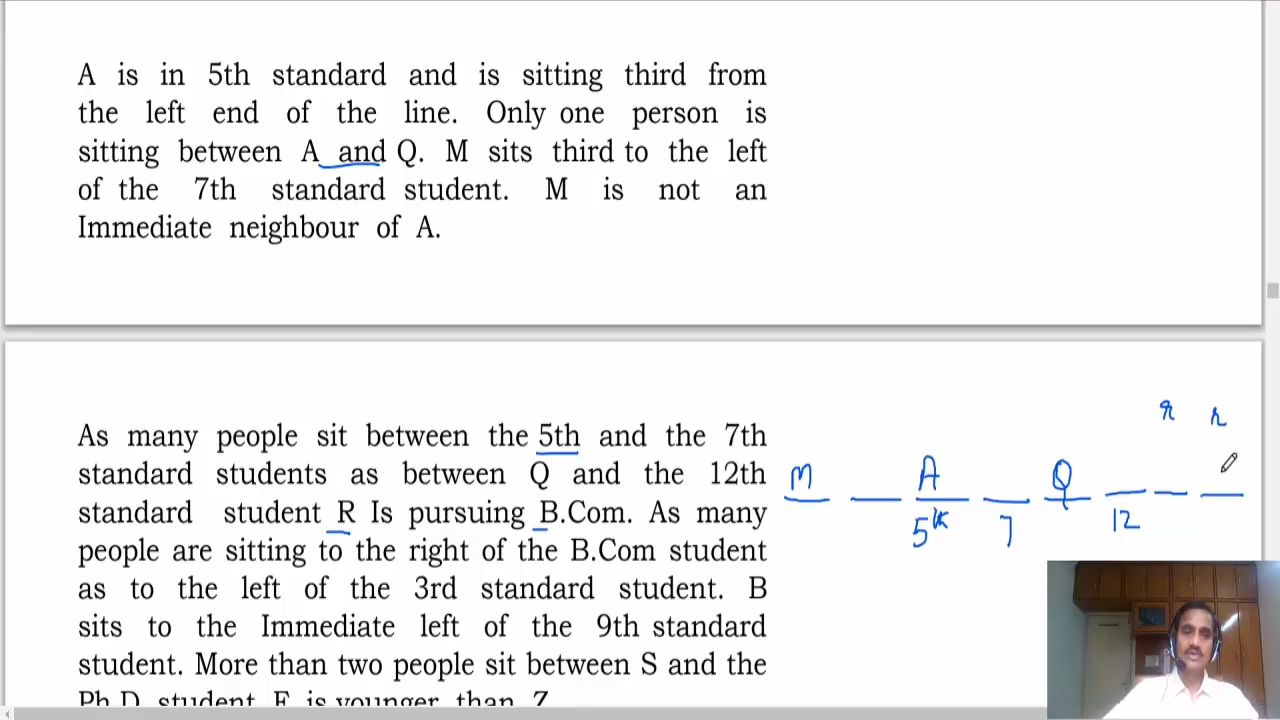 A is in 5th standard and is sitting third from
the left end of the line. Only one person is
sitting between A and Q. M sits third to the left
of the 7th standard student. M is not an
Immediate neighbour of A.
As many people sit between the 5th and the 7th
standard students as between Q and the 12th
standard student R Is pursuing B.Com. As many
people are sitting to the right of the B.Com student
as to the left of the 3rd standard student. B
sits to the Immediate left of the 9th standard
student. More than two people sit between S and the
Ph.D. student. F is younger than Z
r r
M A Q
5th 7 12